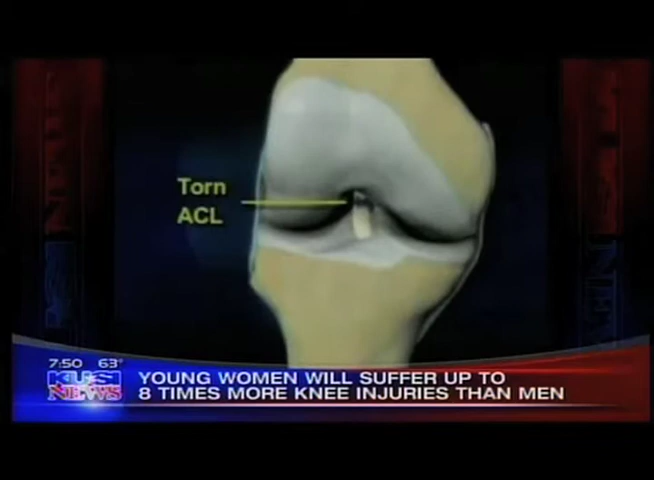 Torn
ACL
7:50 63°
KUSI
NEWS
YOUNG WOMEN WILL SUFFER UP TO
8 TIMES MORE KNEE INJURIES THAN MEN